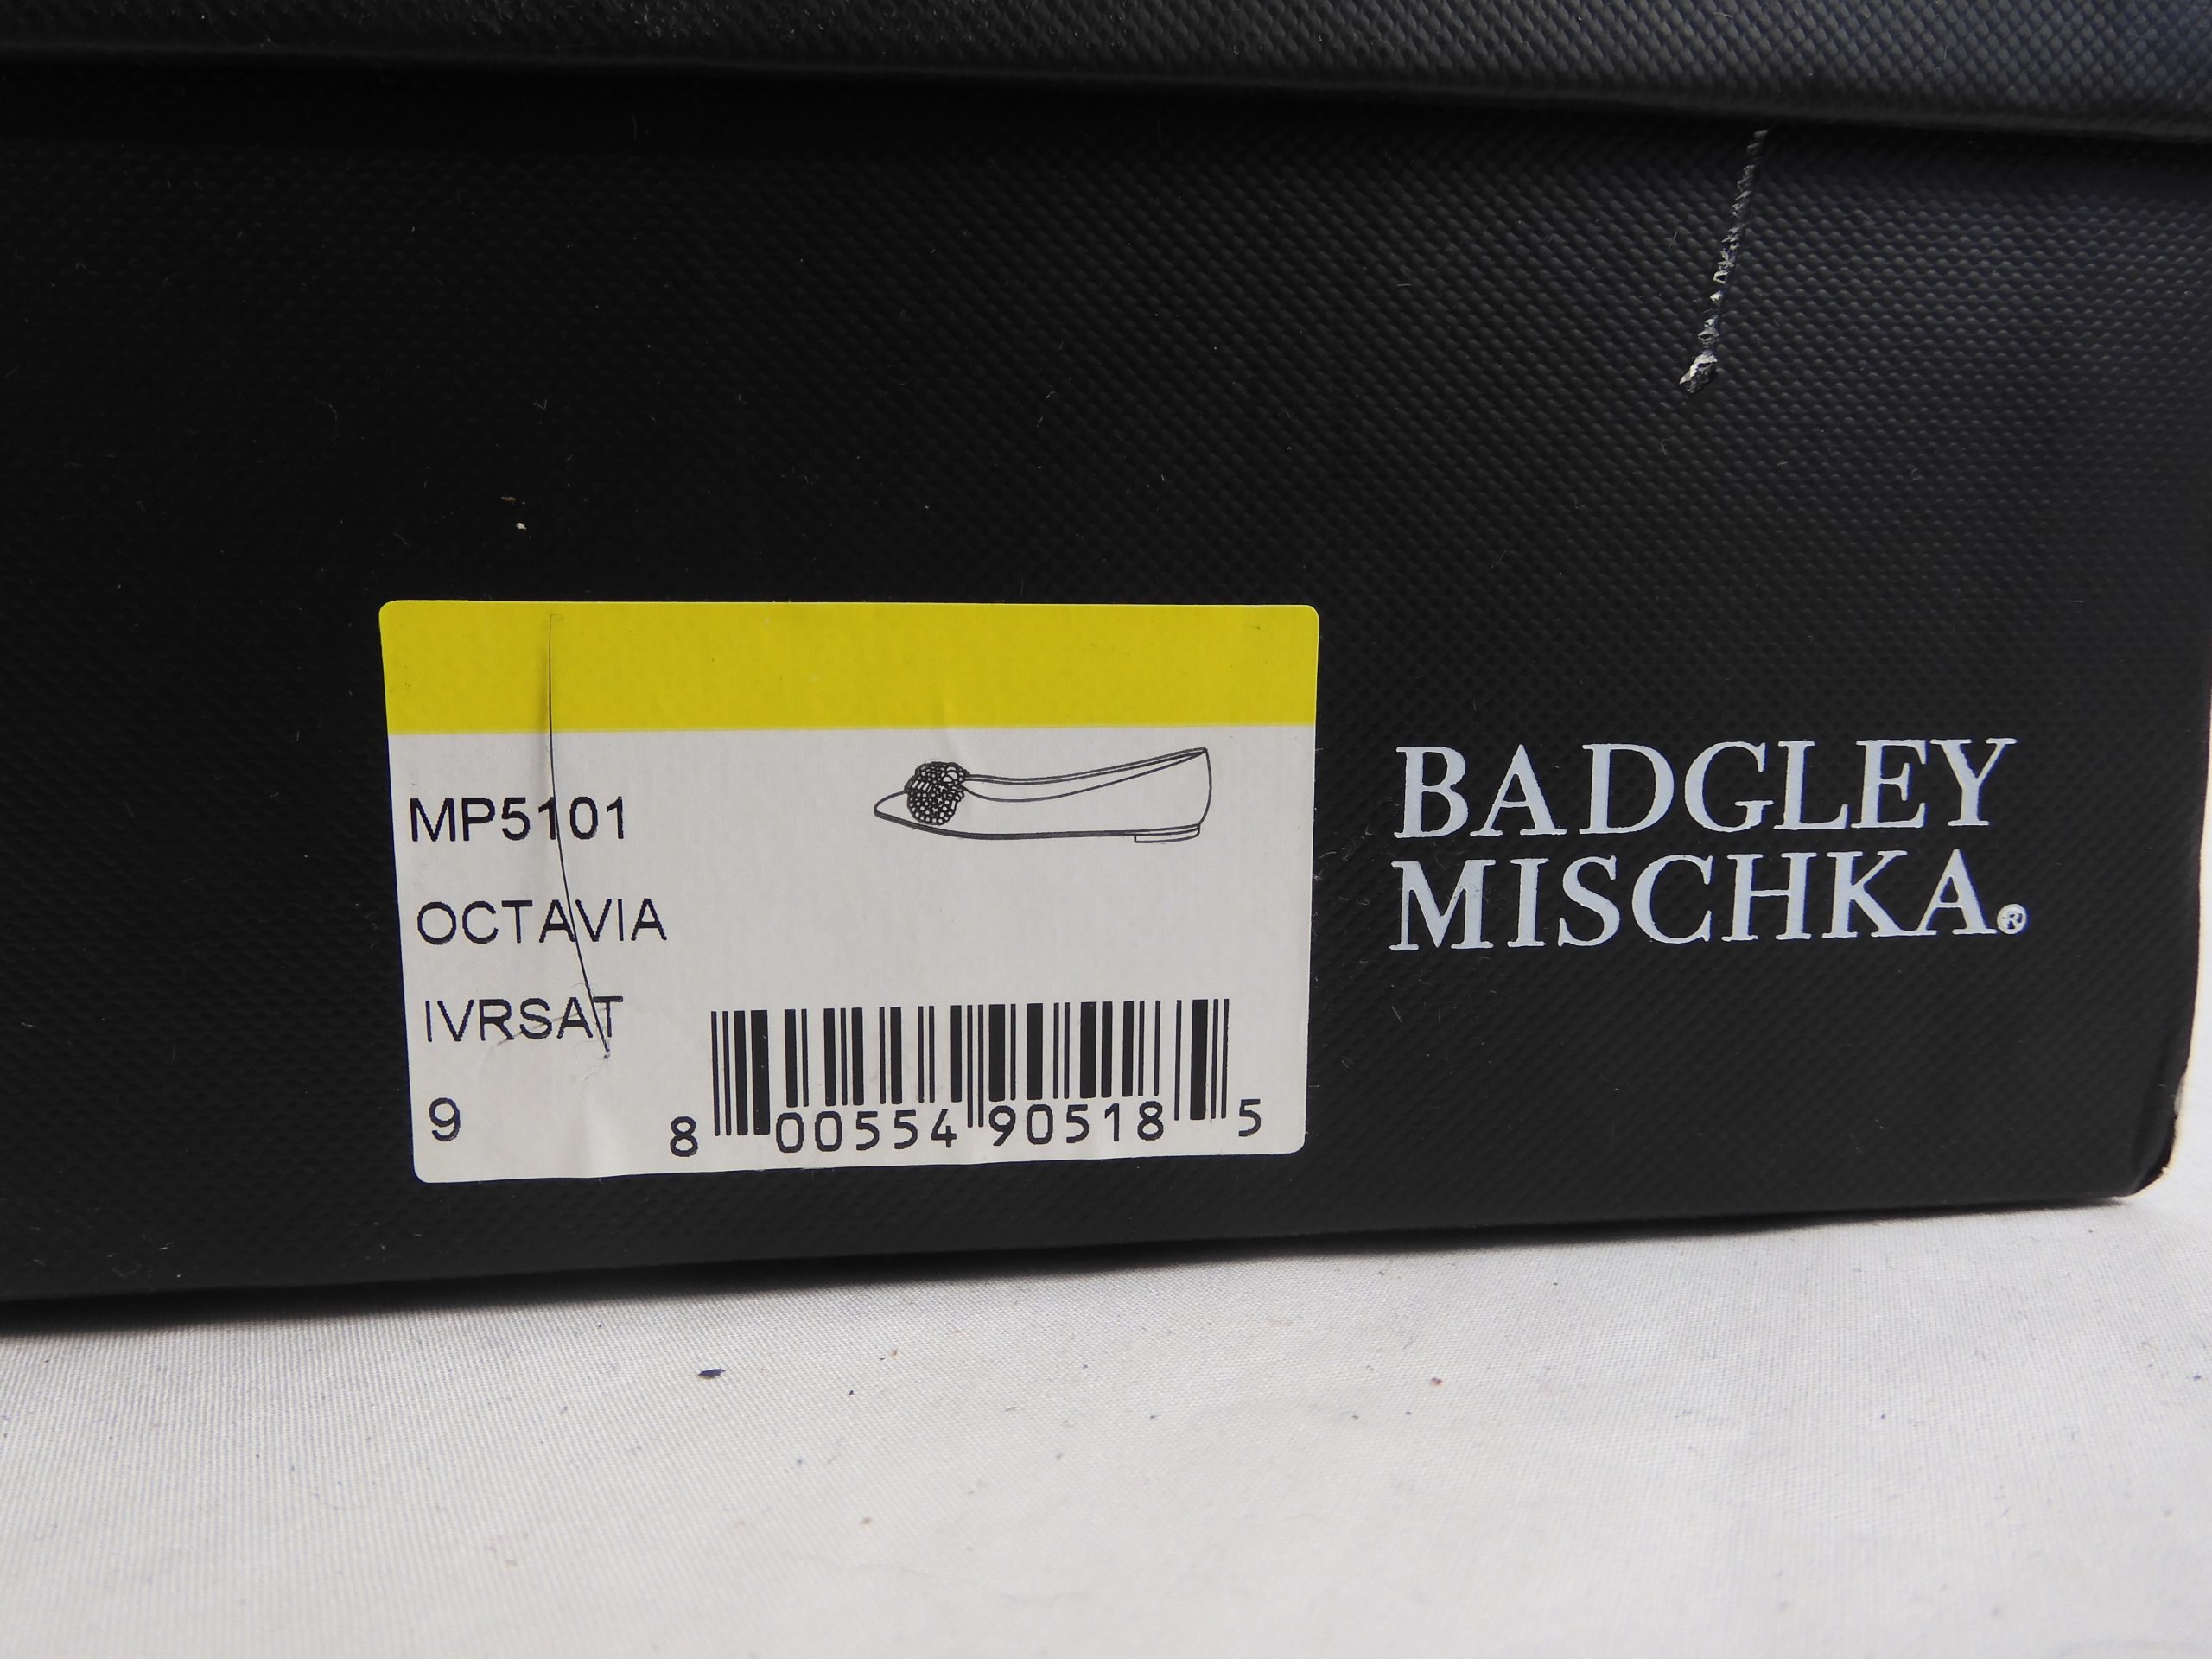 MP5101
OCTAVIA
IVRSAT
9
8 00554 90518 5
BADGLEY
MISCHKA®